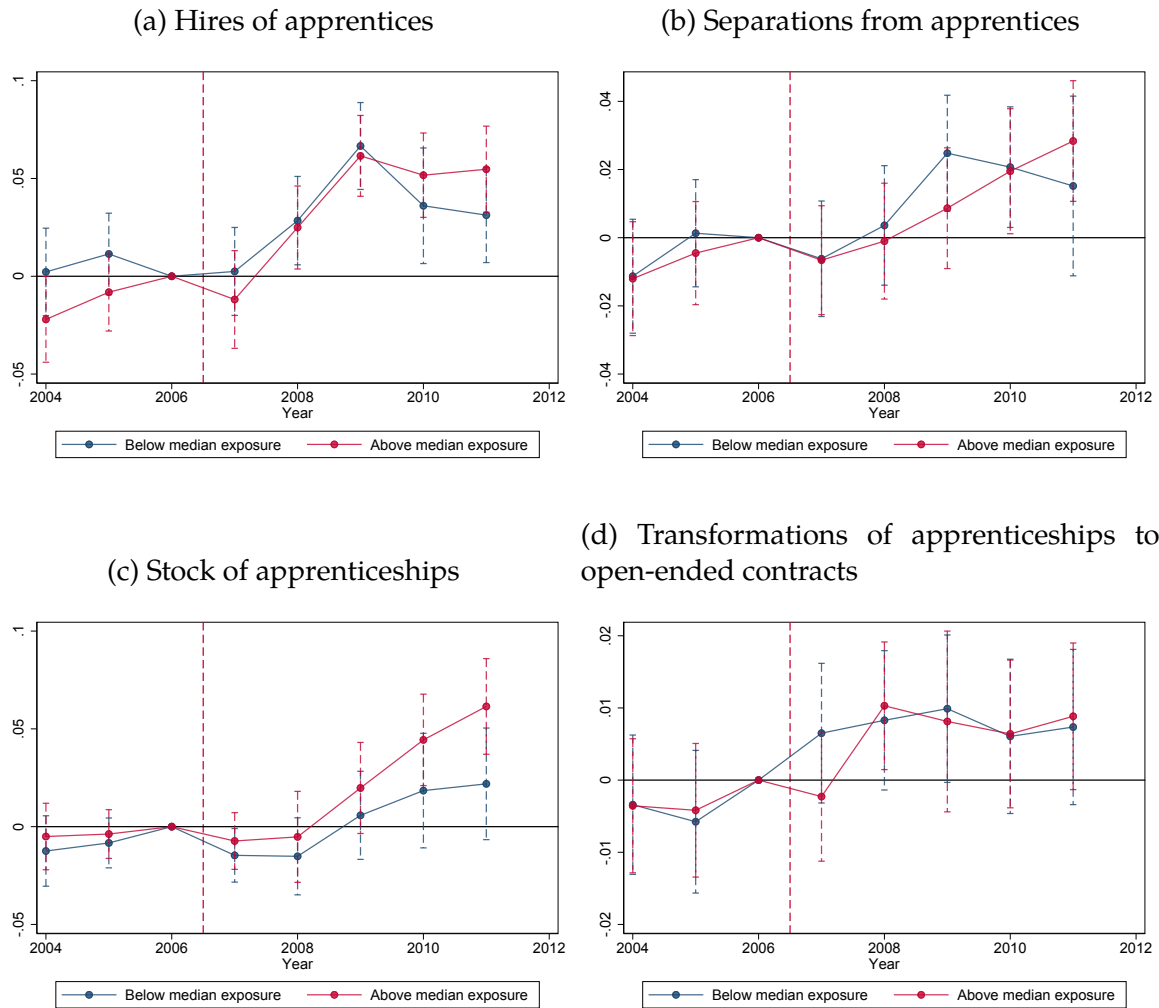 (a) Hires of apprentices
.1
.05
0
-.05
2004 2006 2008 2010 2012
Year
Below median exposure Above median exposure
(b) Separations from apprentices
.04
.02
0
-.02
-.04
2004 2006 2008 2010 2012
Year
Below median exposure Above median exposure
(c) Stock of apprenticeships
.1
.05
0
-.05
2004 2006 2008 2010 2012
Year
Below median exposure Above median exposure
(d) Transformations of apprenticeships to
open-ended contracts
.02
.01
0
-.01
-.02
2004 2006 2008 2010 2012
Year
Below median exposure Above median exposure